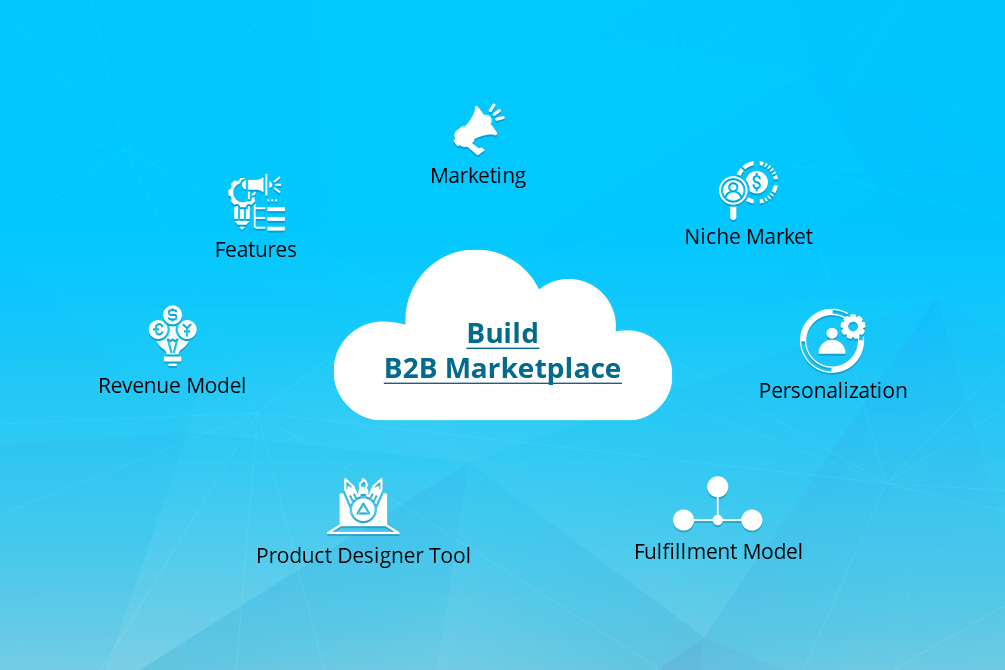 Marketing
Niche Market
Features
Build
B2B Marketplace
Revenue Model
Personalization
Product Designer Tool
Fulfillment Model